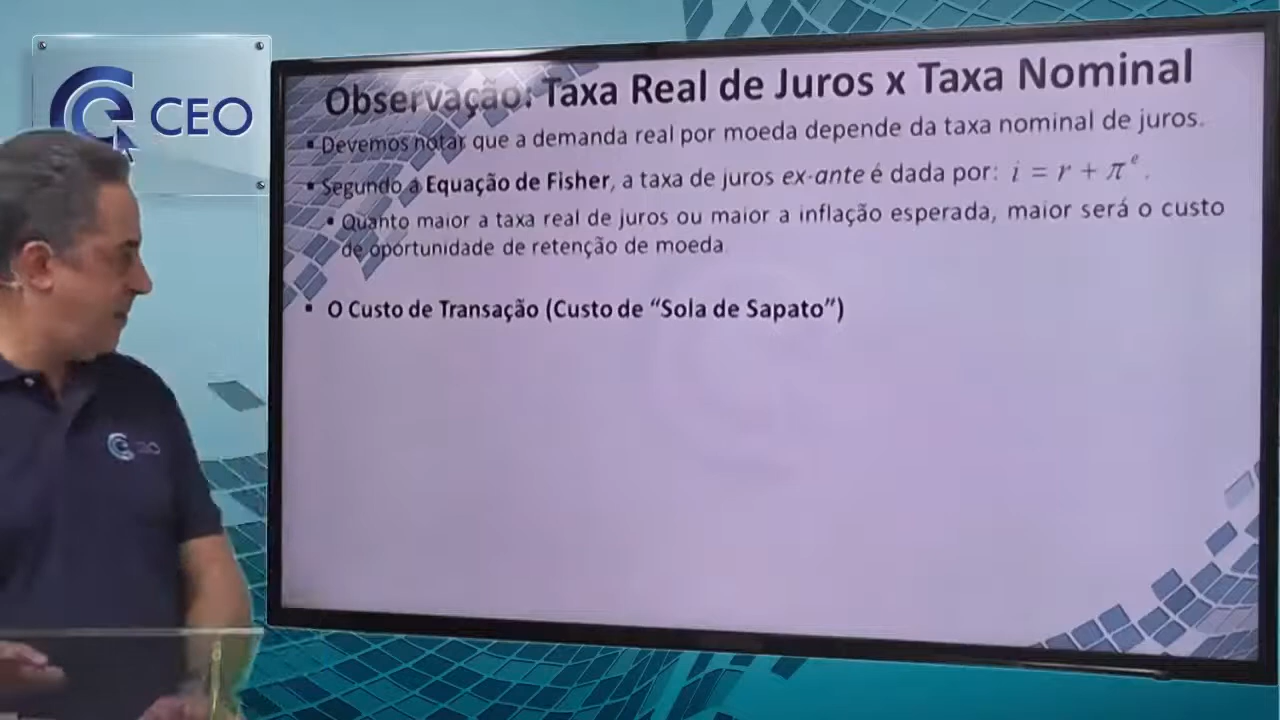 CEO
Observação: Taxa Real de Juros x Taxa Nominal
▪ Devemos notar que a demanda real por moeda depende da taxa nominal de juros.
▪ Segundo a Equação de Fisher, a taxa de juros ex-ante é dada por: i = r + π^e.
▪ Quanto maior a taxa real de juros ou maior a inflação esperada, maior será o custo
de oportunidade de retenção de moeda
▪ O Custo de Transação (Custo de “Sola de Sapato”)
CEO